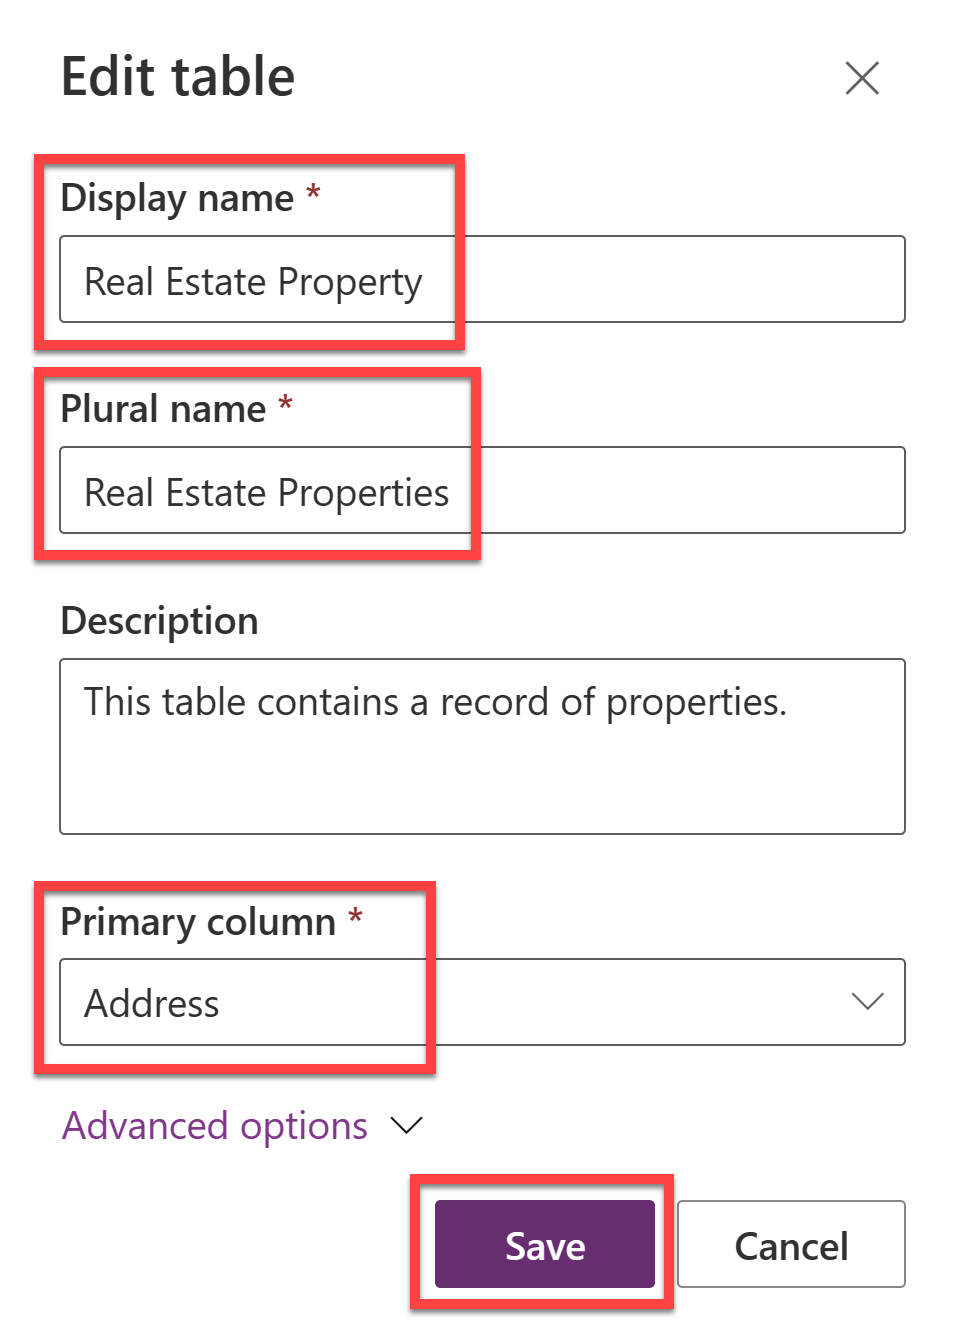 Edit table
Display name *
Real Estate Property
Plural name *
Real Estate Properties
Description
This table contains a record of properties.
Primary column *
Address
Advanced options
Save Cancel